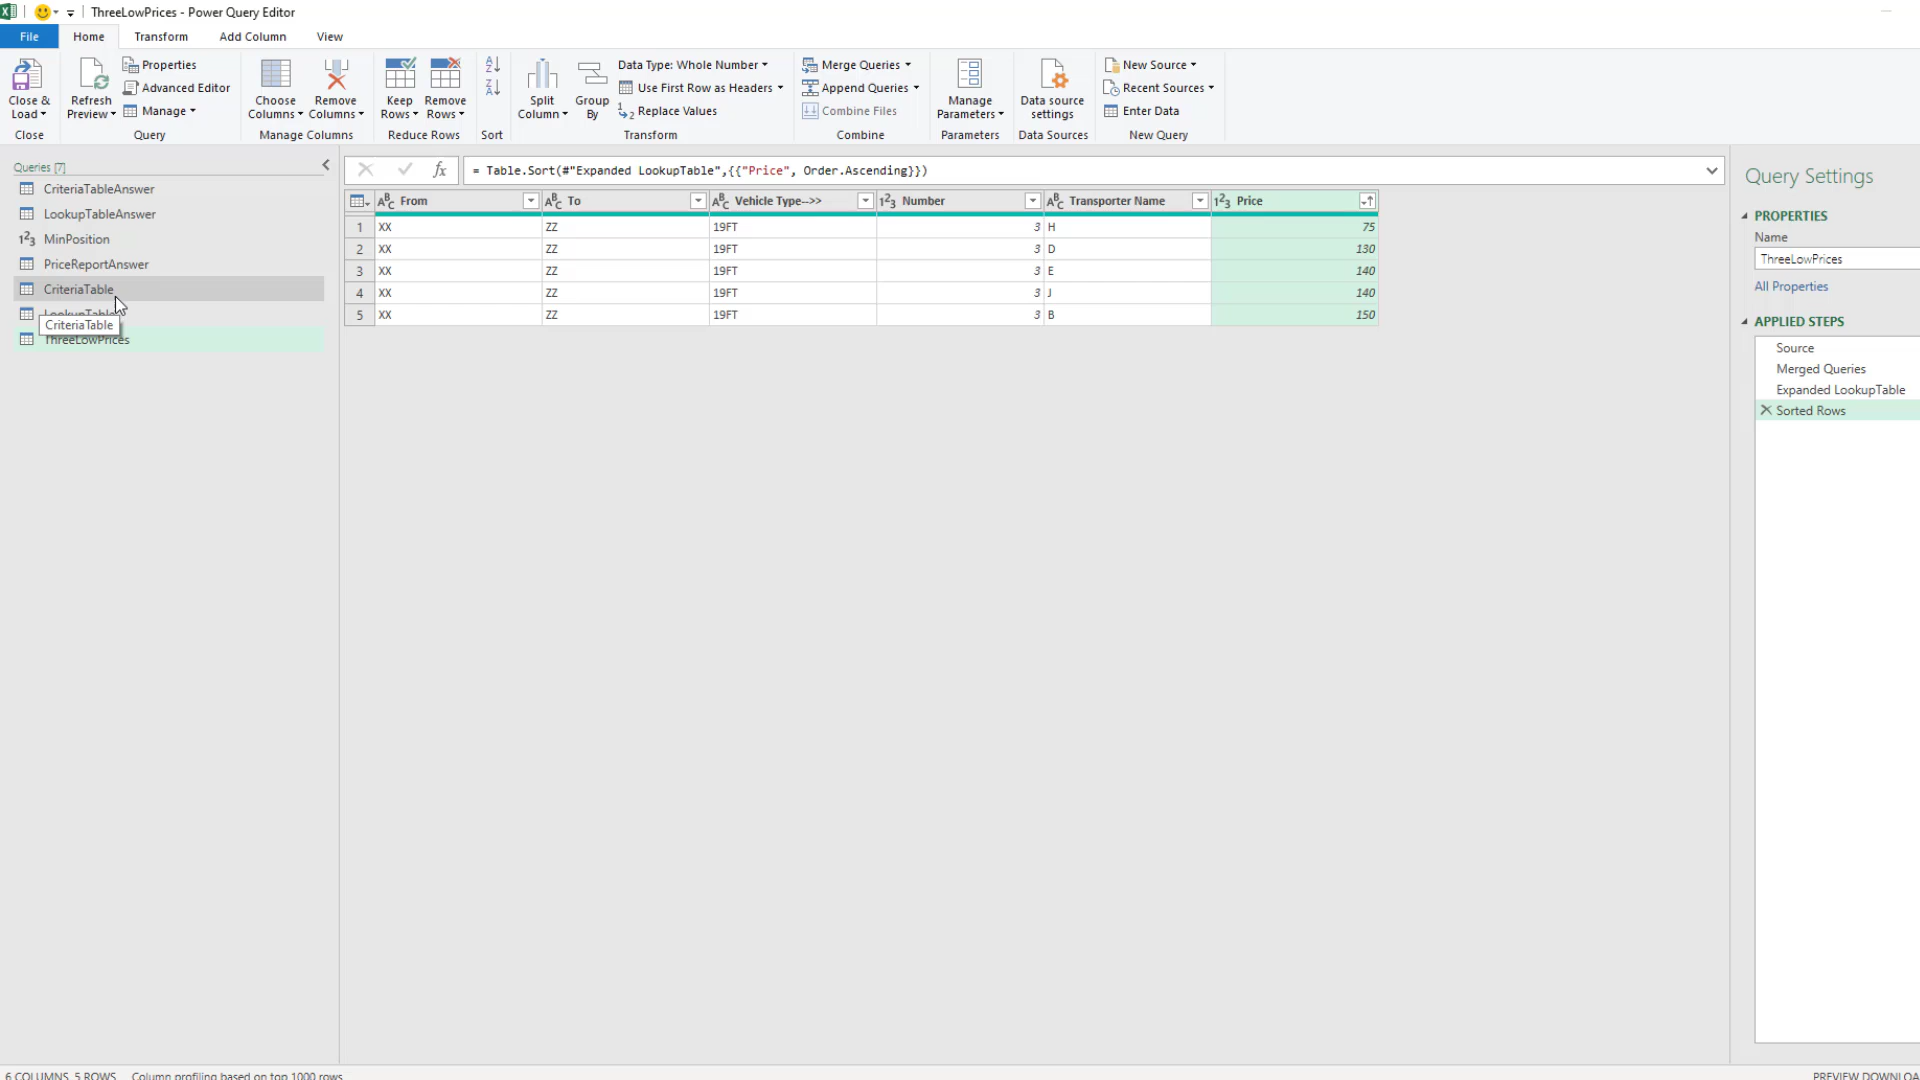 ThreeLowPrices - Power Query Editor
File Home Transform Add Column View
Close & Load
Close
Refresh Preview
Properties
Advanced Editor
Manage
Query
Choose Columns
Remove Columns
Manage Columns
Keep Rows
Remove Rows
Reduce Rows
Sort
Split Column
Group By
Data Type: Whole Number
Use First Row as Headers
Replace Values
Transform
Merge Queries
Append Queries
Combine Files
Combine
Manage Parameters
Parameters
Data source settings
Data Sources
New Source
Recent Sources
Enter Data
New Query
Queries [7]
CriteriaTableAnswer
LookupTableAnswer
MinPosition
PriceReportAnswer
CriteriaTable
LookupTable
CriteriaTable
ThreeLowPrices
= Table.Sort(#"Expanded LookupTable",{{"Price", Order.Ascending}})
From To Vehicle Type-->> Number Transporter Name Price
1 XX ZZ 19FT 3 H 75
2 XX ZZ 19FT 3 D 130
3 XX ZZ 19FT 3 E 140
4 XX ZZ 19FT 3 J 140
5 XX ZZ 19FT 3 B 150
Query Settings
PROPERTIES
Name
ThreeLowPrices
All Properties
APPLIED STEPS
Source
Merged Queries
Expanded LookupTable
Sorted Rows
6 COLUMNS, 5 ROWS Column profiling based on top 1000 rows
PREVIEW DOWNLOA